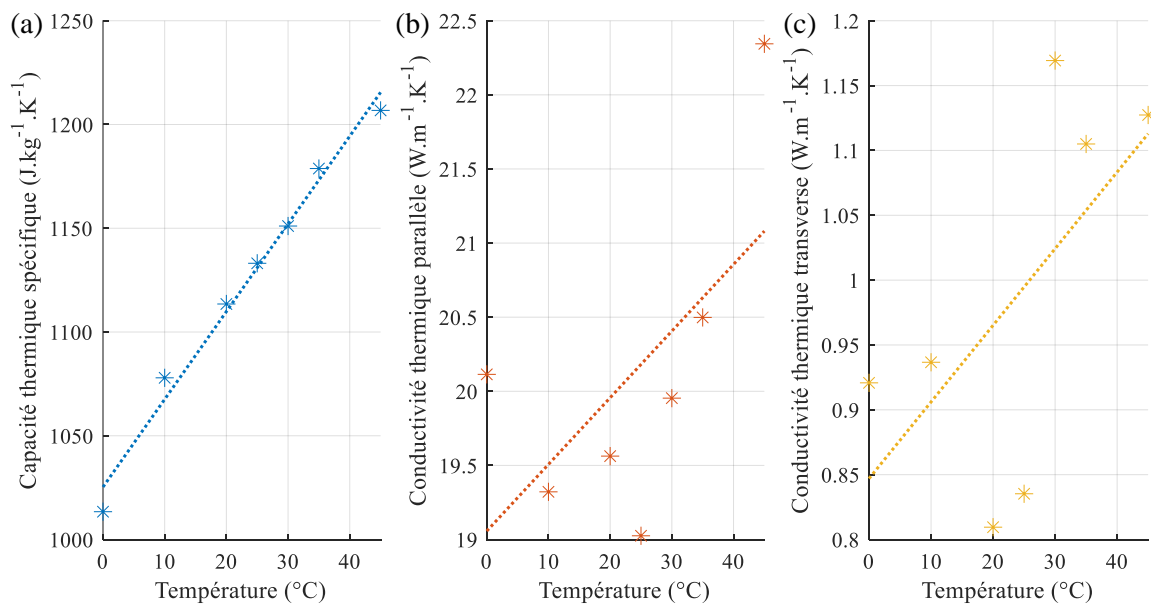 (a)
Capacité thermique spécifique (J.kg⁻¹.K⁻¹)
1250
1200
1150
1100
1050
1000
0 10 20 30 40
Température (°C)
(b)
Conductivité thermique parallèle (W.m⁻¹.K⁻¹)
22.5
22
21.5
21
20.5
20
19.5
19
0 10 20 30 40
Température (°C)
(c)
Conductivité thermique transverse (W.m⁻¹.K⁻¹)
1.2
1.15
1.1
1.05
1
0.95
0.9
0.85
0.8
0 10 20 30 40
Température (°C)